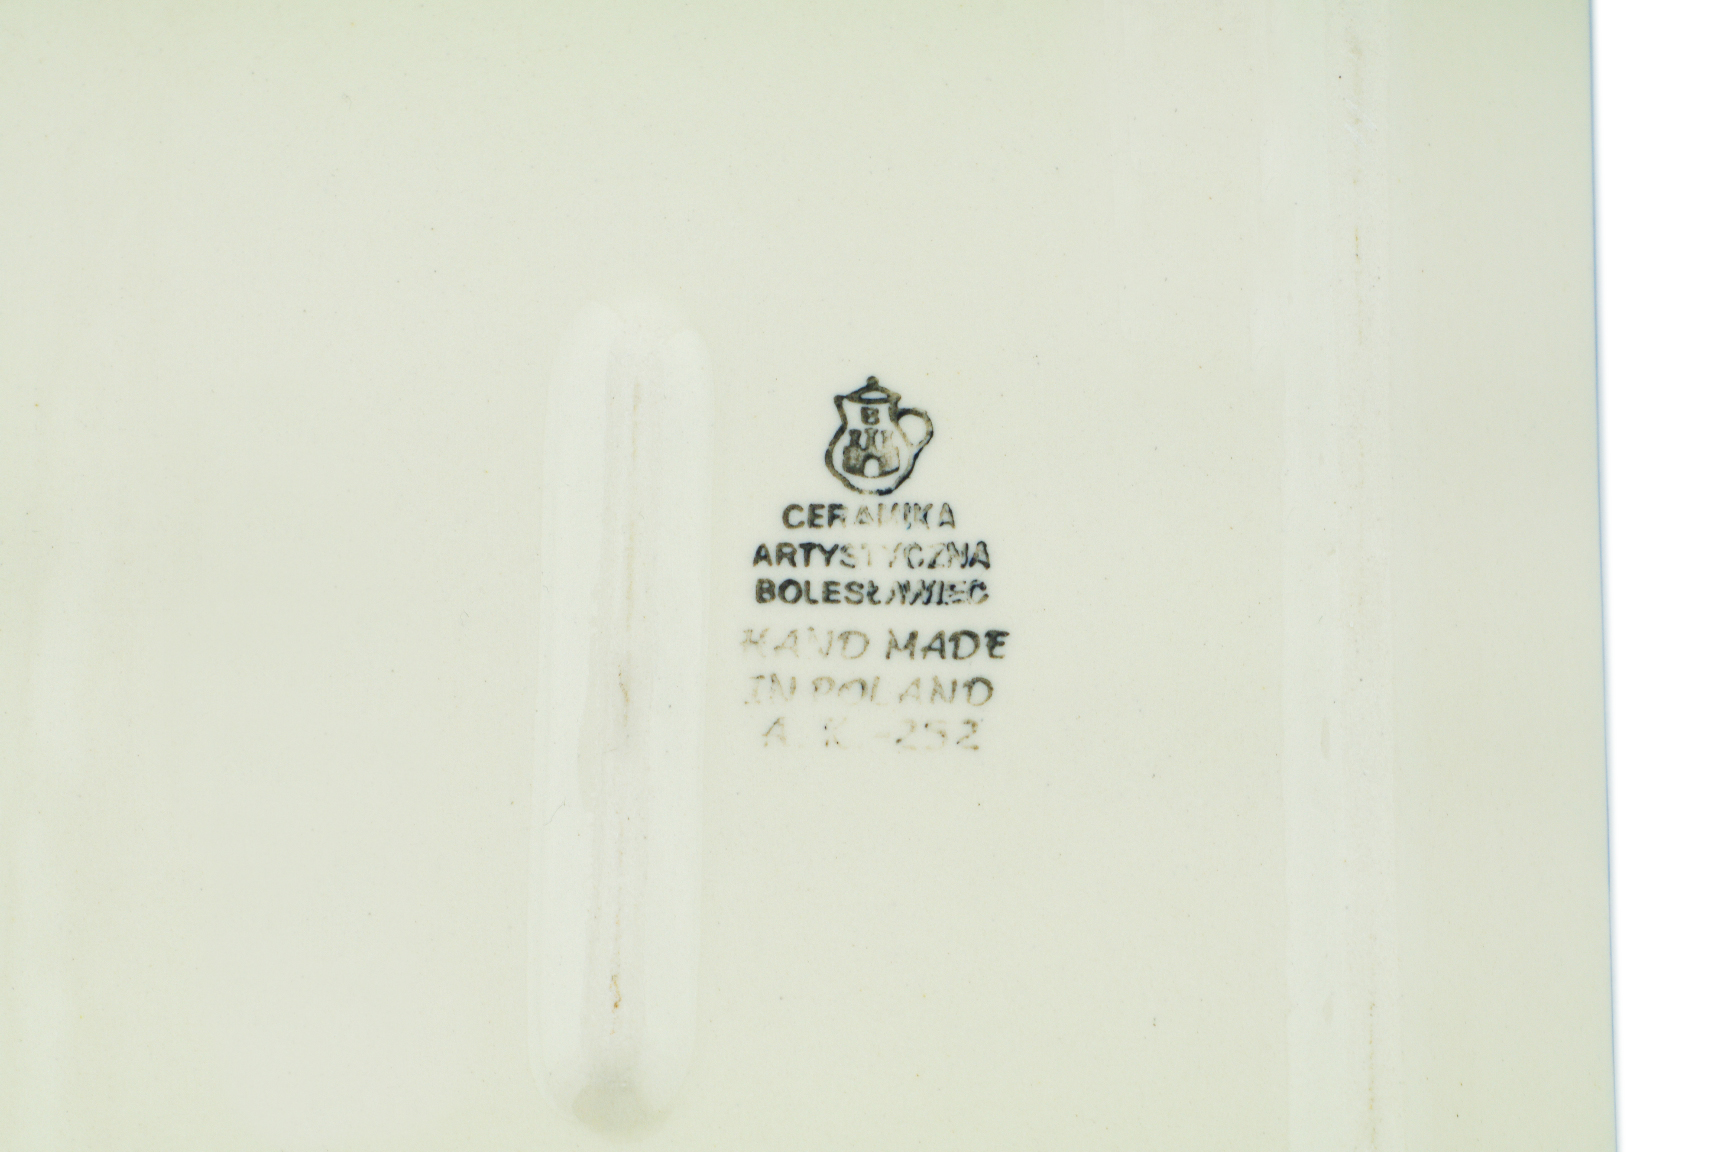 B
CERAMIKA
ARTYSTYCZNA
BOLESŁAWIEC
HAND MADE
IN POLAND
A. K -252